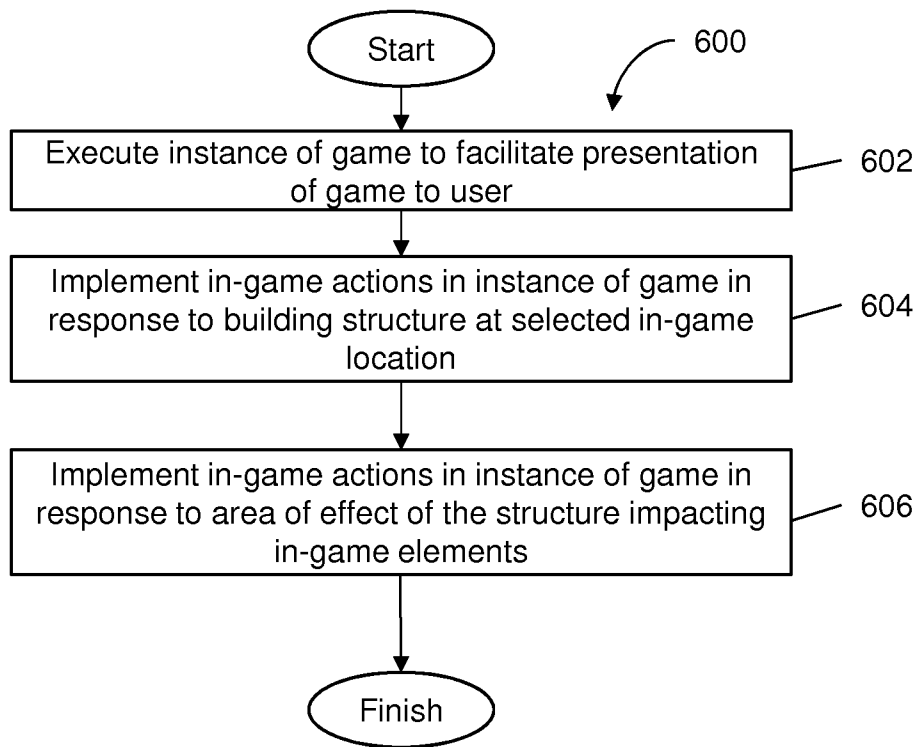 Start
600
Execute instance of game to facilitate presentation
of game to user
602
Implement in-game actions in instance of game in
response to building structure at selected in-game
location
604
Implement in-game actions in instance of game in
response to area of effect of the structure impacting
in-game elements
606
Finish